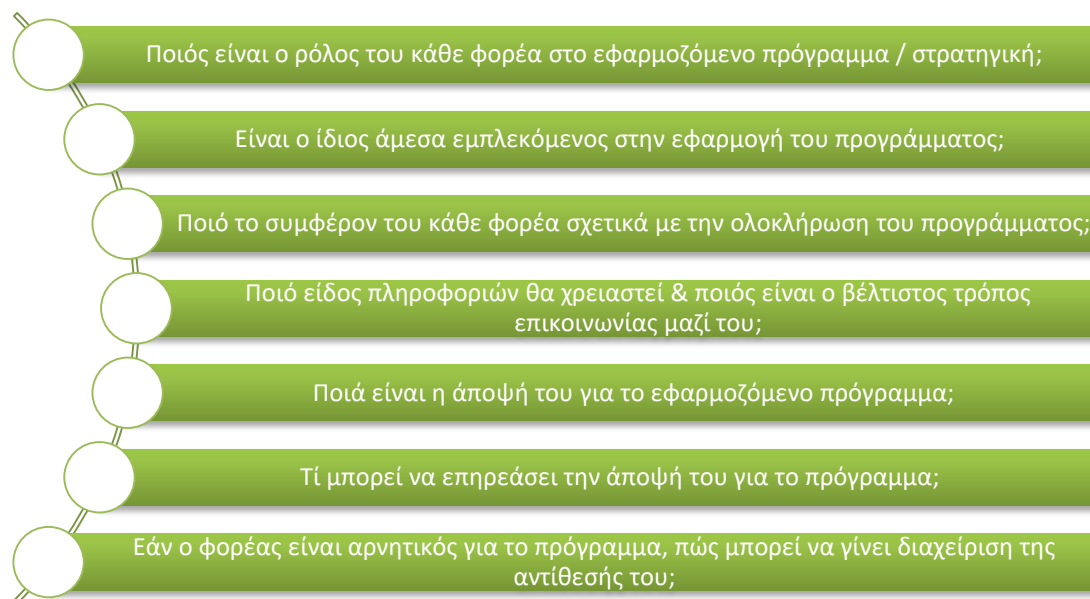 Ποιός είναι ο ρόλος του κάθε φορέα στο εφαρμοζόμενο πρόγραμμα / στρατηγική;
Είναι ο ίδιος άμεσα εμπλεκόμενος στην εφαρμογή του προγράμματος;
Ποιό το συμφέρον του κάθε φορέα σχετικά με την ολοκλήρωση του προγράμματος;
Ποιό είδος πληροφοριών θα χρειαστεί & ποιός είναι ο βέλτιστος τρόπος
επικοινωνίας μαζί του;
Ποιά είναι η άποψή του για το εφαρμοζόμενο πρόγραμμα;
Τί μπορεί να επηρεάσει την άποψή του για το πρόγραμμα;
Εάν ο φορέας είναι αρνητικός για το πρόγραμμα, πώς μπορεί να γίνει διαχείριση της
αντίθεσής του;